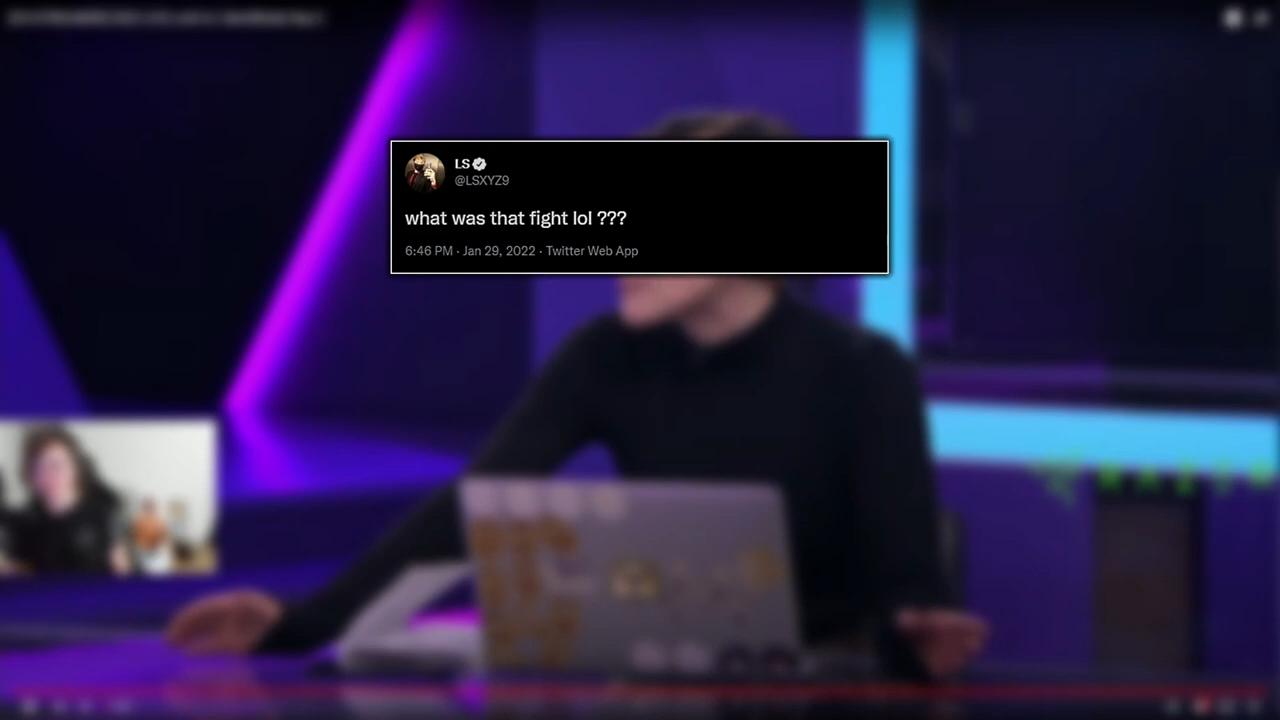 LS
@LSXYZ9
what was that fight lol ???
6:46 PM · Jan 29, 2022 · Twitter Web App